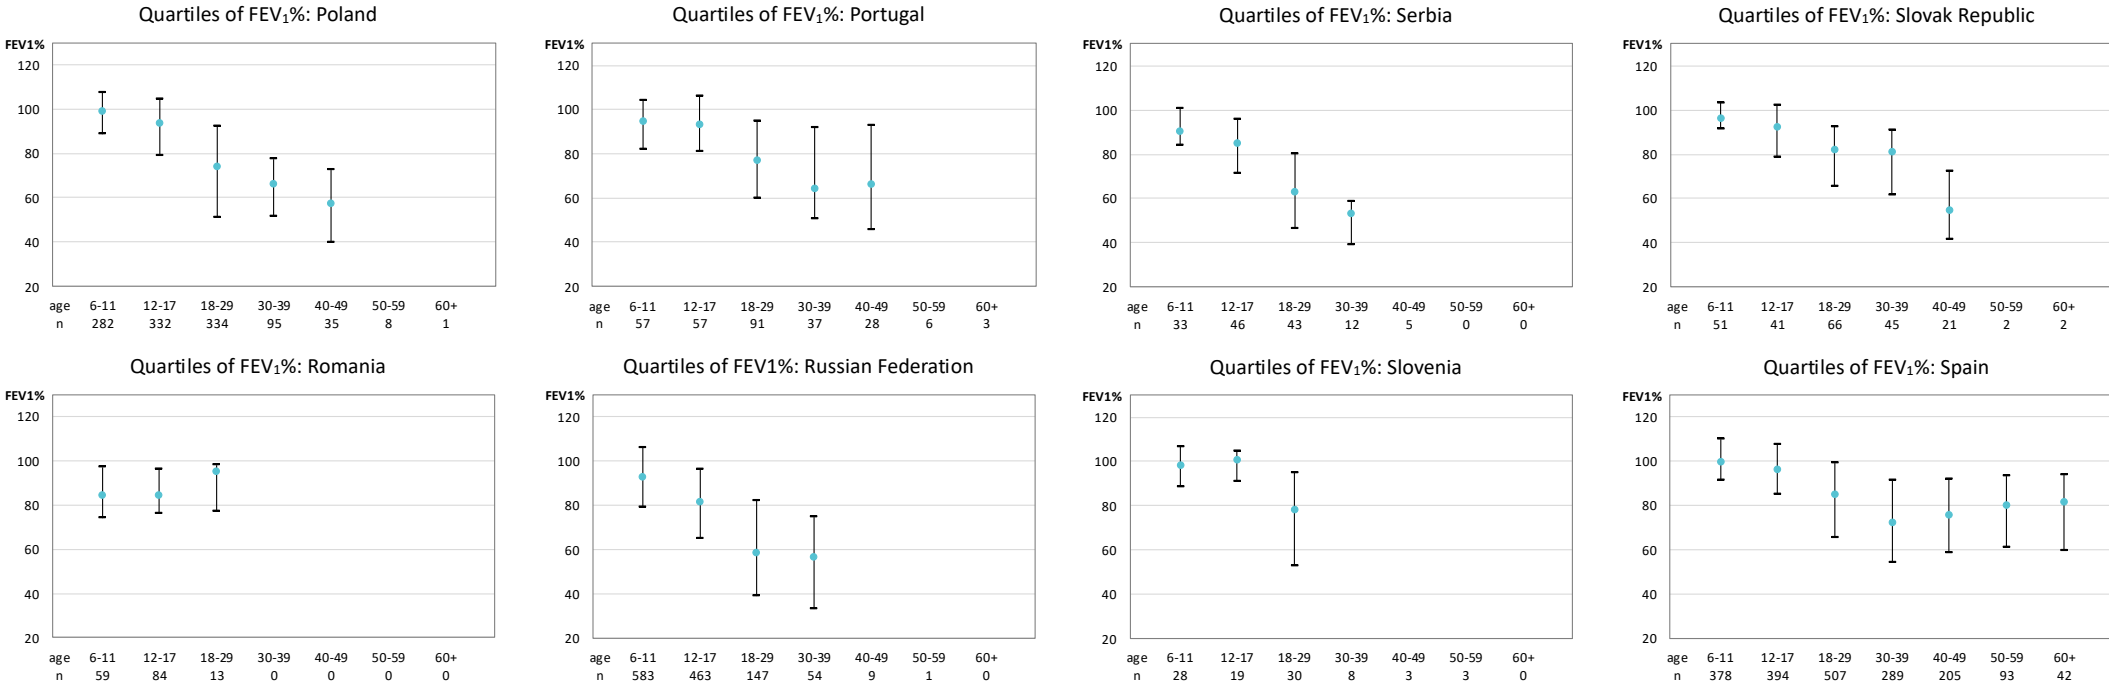 Quartiles of FEV₁%: Poland
FEV1%
120
100
80
60
40
20
age 6-11 12-17 18-29 30-39 40-49 50-59 60+
n 282 332 334 95 35 8 1
Quartiles of FEV₁%: Portugal
FEV1%
120
100
80
60
40
20
age 6-11 12-17 18-29 30-39 40-49 50-59 60+
n 57 57 91 37 28 6 3
Quartiles of FEV₁%: Serbia
FEV1%
120
100
80
60
40
20
age 6-11 12-17 18-29 30-39 40-49 50-59 60+
n 33 46 43 12 5 0 0
Quartiles of FEV₁%: Slovak Republic
FEV1%
120
100
80
60
40
20
age 6-11 12-17 18-29 30-39 40-49 50-59 60+
n 51 41 66 45 21 2 2
Quartiles of FEV₁%: Romania
FEV1%
120
100
80
60
40
20
age 6-11 12-17 18-29 30-39 40-49 50-59 60+
n 59 84 13 0 0 0 0
Quartiles of FEV1%: Russian Federation
FEV1%
120
100
80
60
40
20
age 6-11 12-17 18-29 30-39 40-49 50-59 60+
n 583 463 147 54 9 1 0
Quartiles of FEV₁%: Slovenia
FEV1%
120
100
80
60
40
20
age 6-11 12-17 18-29 30-39 40-49 50-59 60+
n 28 19 30 8 3 3 0
Quartiles of FEV₁%: Spain
FEV1%
120
100
80
60
40
20
age 6-11 12-17 18-29 30-39 40-49 50-59 60+
n 378 394 507 289 205 93 42